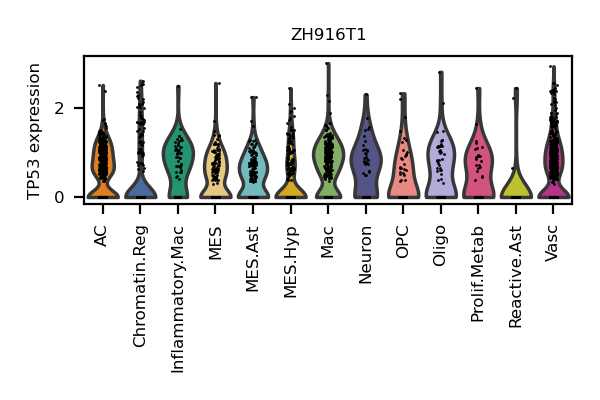 ZH916T1
TP53 expression
2
0
AC
Chromatin.Reg
Inflammatory.Mac
MES
MES.Ast
MES.Hyp
Mac
Neuron
OPC
Oligo
Prolif.Metab
Reactive.Ast
Vasc